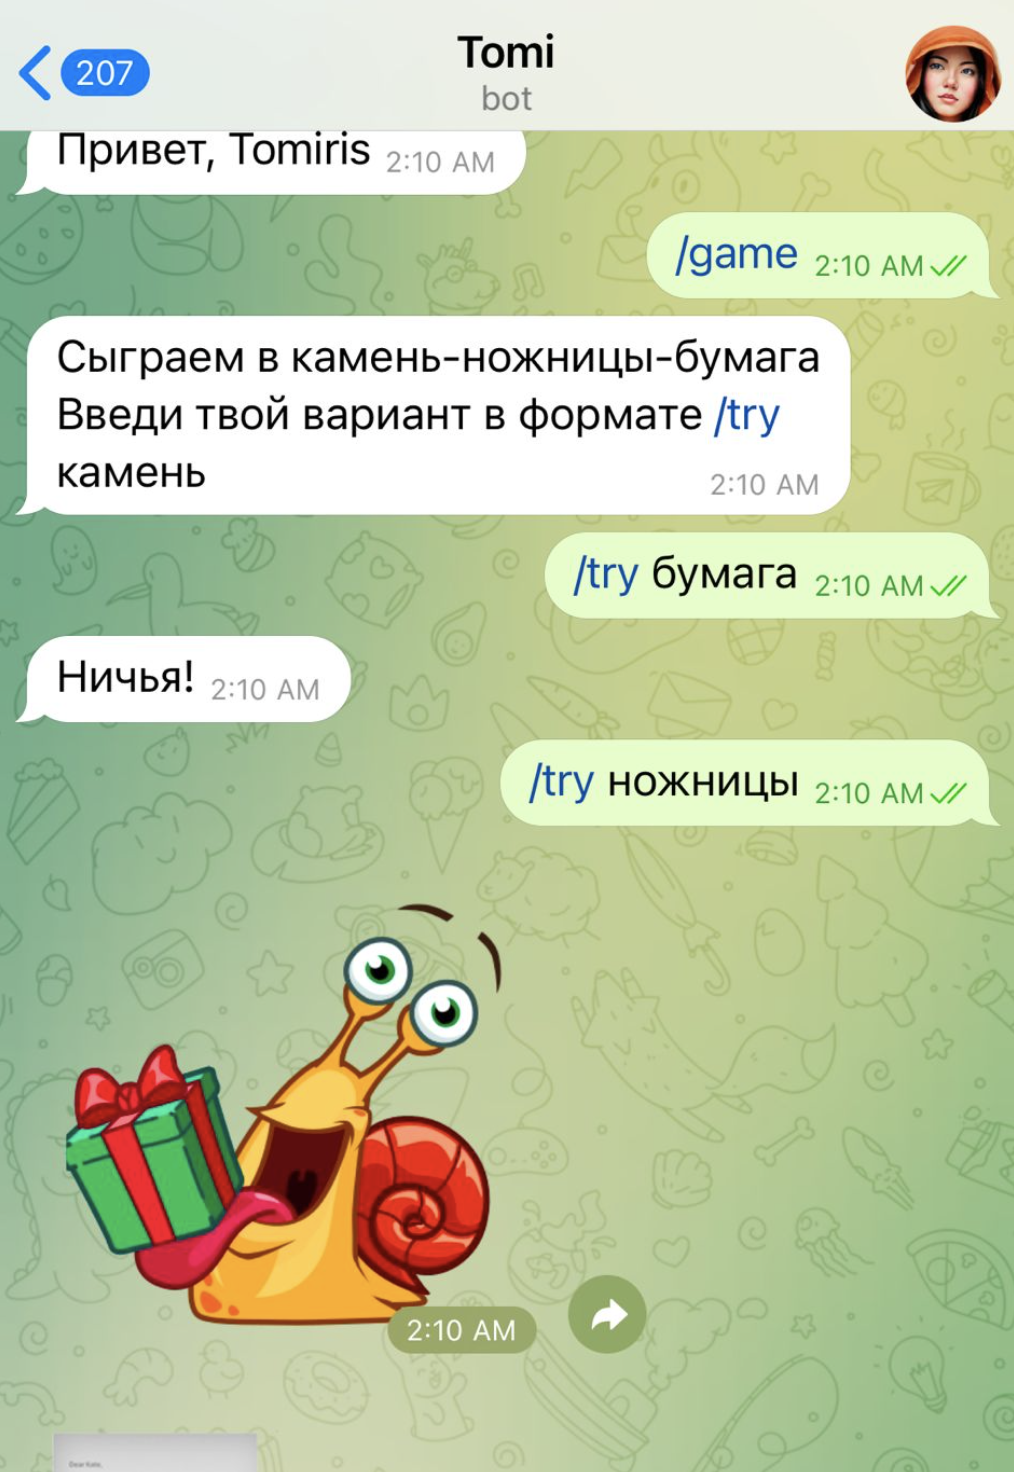 207
Tomi
bot
Привет, Tomiris 2:10 AM
/game 2:10 AM
Сыграем в камень-ножницы-бумага
Введи твой вариант в формате /try
камень 2:10 AM
/try бумага 2:10 AM
Ничья! 2:10 AM
/try ножницы 2:10 AM
2:10 AM
Dear Kate,